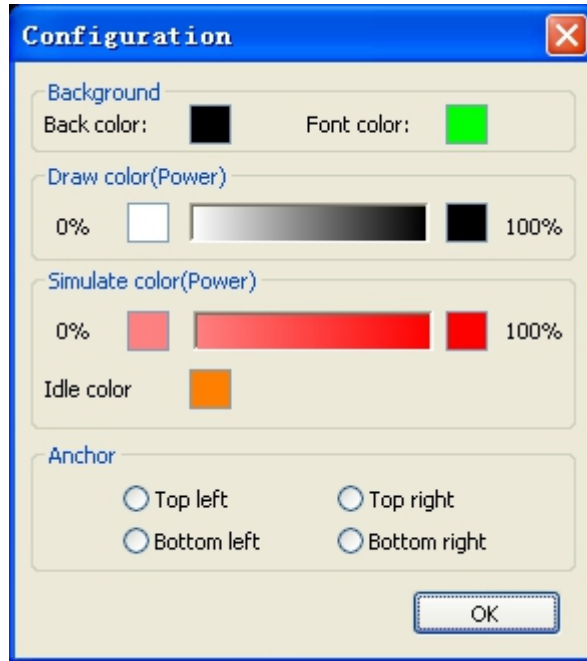 Configuration
Background
Back color: Font color:
Draw color(Power)
0% 100%
Simulate color(Power)
0% 100%
Idle color
Anchor
Top left Top right
Bottom left Bottom right
OK